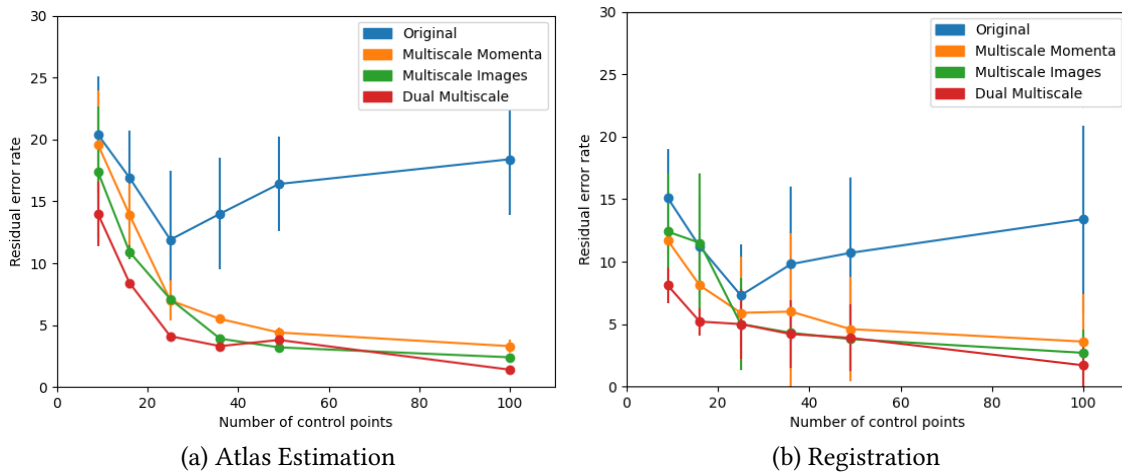 30
25
20
15
10
5
0
Residual error rate
Original
Multiscale Momenta
Multiscale Images
Dual Multiscale
0 20 40 60 80 100
Number of control points
(a) Atlas Estimation
30
25
20
15
10
5
0
Residual error rate
Original
Multiscale Momenta
Multiscale Images
Dual Multiscale
0 20 40 60 80 100
Number of control points
(b) Registration